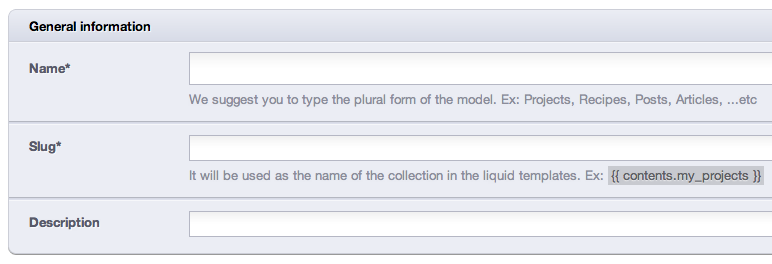 General information
Name*
We suggest you to type the plural form of the model. Ex: Projects, Recipes, Posts, Articles, ...etc
Slug*
It will be used as the name of the collection in the liquid templates. Ex: {{ contents.my_projects }}
Description